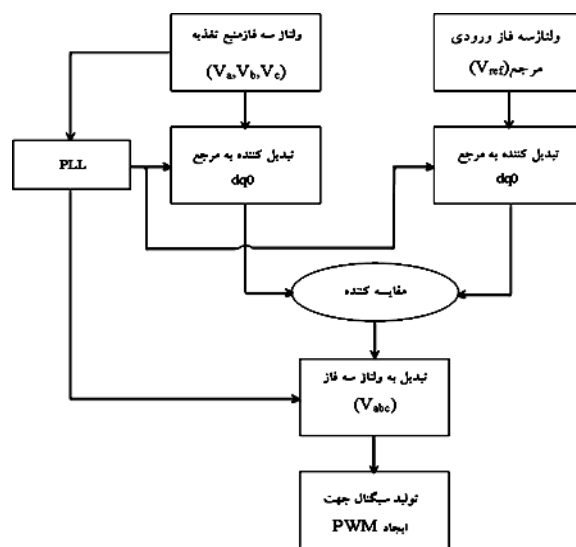 ولتاژ سه فازمنبع تغذیه
(Va,Vb,Vc)
ولتاژسه فاز ورودی
مرجم(Vref)
PLL
تبدیل کننده به مرجع
dq0
تبدیل کننده به مرجع
dq0
مقایسه کننده
تبدیل به ولتاژ سه فاز
(Vabc)
تولید سیگنال جهت
ایجاد PWM